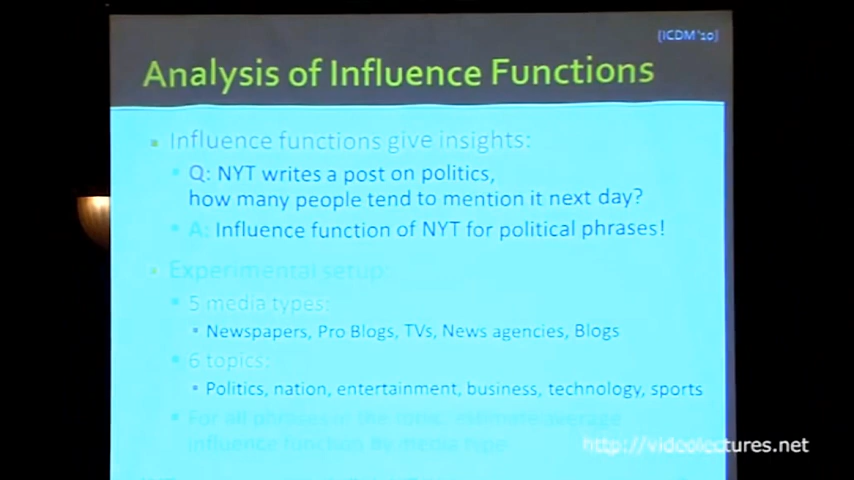 [ICDM '10]
Analysis of Influence Functions
Influence functions give insights:
Q: NYT writes a post on politics,
how many people tend to mention it next day?
A: Influence function of NYT for political phrases!
Experimental setup:
5 media types:
Newspapers, Pro Blogs, TVs, News agencies, Blogs
6 topics:
Politics, nation, entertainment, business, technology, sports
For all phrases of the topic, estimate average
influence function by media type
http://videolectures.net